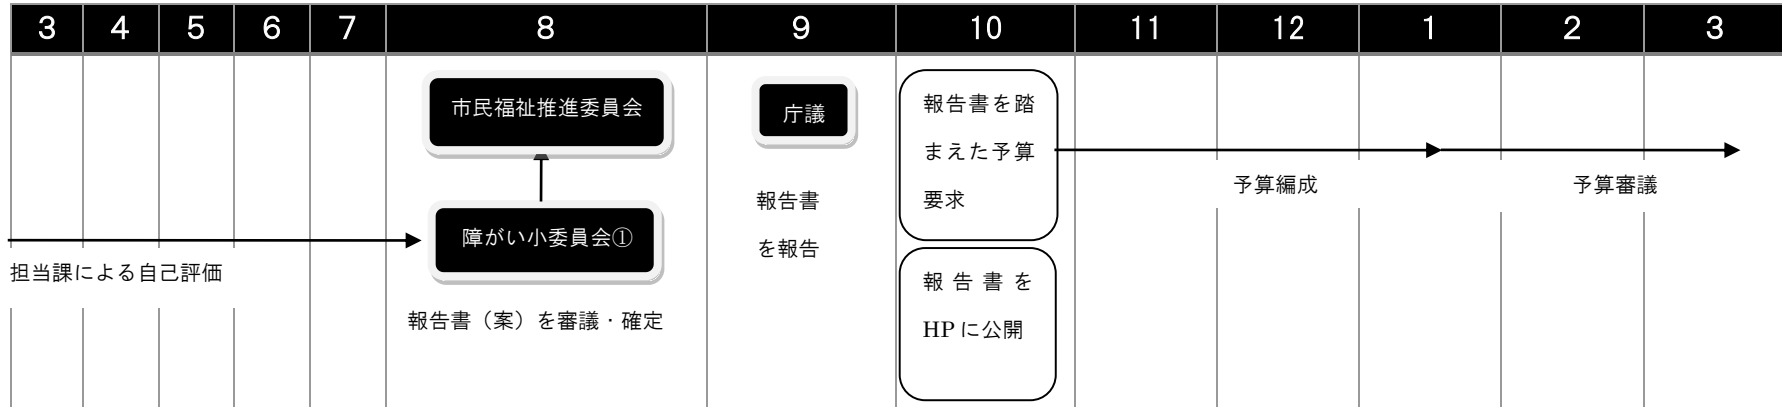 3 4 5 6 7 8 9 10 11 12 1 2 3
市民福祉推進委員会
障がい小委員会①
担当課による自己評価
報告書（案）を審議・確定
庁議
報告書
を報告
報告書を踏
まえた予算
要求
報告書を
HPに公開
予算編成
予算審議